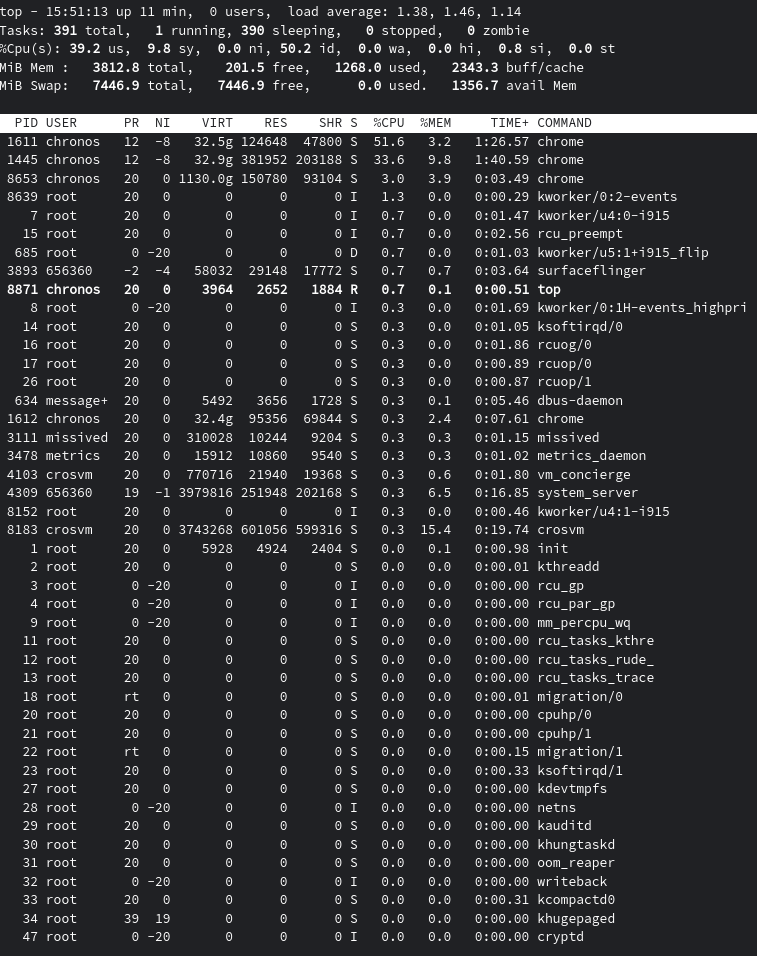 top - 15:51:13 up 11 min,  0 users,  load average: 1.38, 1.46, 1.14
Tasks: 391 total,   1 running, 390 sleeping,   0 stopped,   0 zombie
%Cpu(s): 39.2 us,  9.8 sy,  0.0 ni, 50.2 id,  0.0 wa,  0.0 hi,  0.8 si,  0.0 st
MiB Mem :   3812.8 total,    201.5 free,   1268.0 used,   2343.3 buff/cache
MiB Swap:   7446.9 total,   7446.9 free,      0.0 used.   1356.7 avail Mem
PID USER      PR  NI    VIRT    RES    SHR S  %CPU  %MEM     TIME+ COMMAND
1611 chronos   12  -8   32.5g 124648  47800 S  51.6   3.2   1:26.57 chrome
1445 chronos   12  -8   32.9g 381952 203188 S  33.6   9.8   1:40.59 chrome
8653 chronos   20   0 1130.0g 150780  93104 S   3.0   3.9   0:03.49 chrome
8639 root      20   0       0      0      0 I   1.3   0.0   0:00.29 kworker/0:2-events
7 root      20   0       0      0      0 I   0.7   0.0   0:01.47 kworker/u4:0-i915
15 root      20   0       0      0      0 I   0.7   0.0   0:02.56 rcu_preempt
685 root       0 -20       0      0      0 D   0.7   0.0   0:01.03 kworker/u5:1+i915_flip
3893 656360    -2  -4   58032  29148  17772 S   0.7   0.7   0:03.64 surfaceflinger
8871 chronos   20   0    3964   2652   1884 R   0.7   0.1   0:00.51 top
8 root       0 -20       0      0      0 I   0.3   0.0   0:01.69 kworker/0:1H-events_highpri
14 root      20   0       0      0      0 S   0.3   0.0   0:01.05 ksoftirqd/0
16 root      20   0       0      0      0 S   0.3   0.0   0:01.86 rcuog/0
17 root      20   0       0      0      0 S   0.3   0.0   0:00.89 rcuop/0
26 root      20   0       0      0      0 S   0.3   0.0   0:00.87 rcuop/1
634 message+  20   0    5492   3656   1728 S   0.3   0.1   0:05.46 dbus-daemon
1612 chronos   20   0   32.4g  95356  69844 S   0.3   2.4   0:07.61 chrome
3111 missived  20   0  310028  10244   9204 S   0.3   0.3   0:01.15 missived
3478 metrics   20   0   15912  10860   9540 S   0.3   0.3   0:01.02 metrics_daemon
4103 crosvm    20   0  770716  21940  19368 S   0.3   0.6   0:01.80 vm_concierge
4309 656360    19  -1 3979816 251948 202168 S   0.3   6.5   0:16.85 system_server
8152 root      20   0       0      0      0 I   0.3   0.0   0:00.46 kworker/u4:1-i915
8183 crosvm    20   0 3743268 601056 599316 S   0.3  15.4   0:19.74 crosvm
1 root      20   0    5928   4924   2404 S   0.0   0.1   0:00.98 init
2 root      20   0       0      0      0 S   0.0   0.0   0:00.01 kthreadd
3 root       0 -20       0      0      0 I   0.0   0.0   0:00.00 rcu_gp
4 root       0 -20       0      0      0 I   0.0   0.0   0:00.00 rcu_par_gp
9 root       0 -20       0      0      0 I   0.0   0.0   0:00.00 mm_percpu_wq
11 root      20   0       0      0      0 S   0.0   0.0   0:00.00 rcu_tasks_kthre
12 root      20   0       0      0      0 S   0.0   0.0   0:00.00 rcu_tasks_rude_
13 root      20   0       0      0      0 S   0.0   0.0   0:00.00 rcu_tasks_trace
18 root      rt   0       0      0      0 S   0.0   0.0   0:00.01 migration/0
20 root      20   0       0      0      0 S   0.0   0.0   0:00.00 cpuhp/0
21 root      20   0       0      0      0 S   0.0   0.0   0:00.00 cpuhp/1
22 root      rt   0       0      0      0 S   0.0   0.0   0:00.15 migration/1
23 root      20   0       0      0      0 S   0.0   0.0   0:00.33 ksoftirqd/1
27 root      20   0       0      0      0 S   0.0   0.0   0:00.00 kdevtmpfs
28 root       0 -20       0      0      0 I   0.0   0.0   0:00.00 netns
29 root      20   0       0      0      0 S   0.0   0.0   0:00.00 kauditd
30 root      20   0       0      0      0 S   0.0   0.0   0:00.00 khungtaskd
31 root      20   0       0      0      0 S   0.0   0.0   0:00.00 oom_reaper
32 root       0 -20       0      0      0 I   0.0   0.0   0:00.00 writeback
33 root      20   0       0      0      0 S   0.0   0.0   0:00.31 kcompactd0
34 root      39  19       0      0      0 S   0.0   0.0   0:00.00 khugepaged
47 root       0 -20       0      0      0 I   0.0   0.0   0:00.00 cryptd